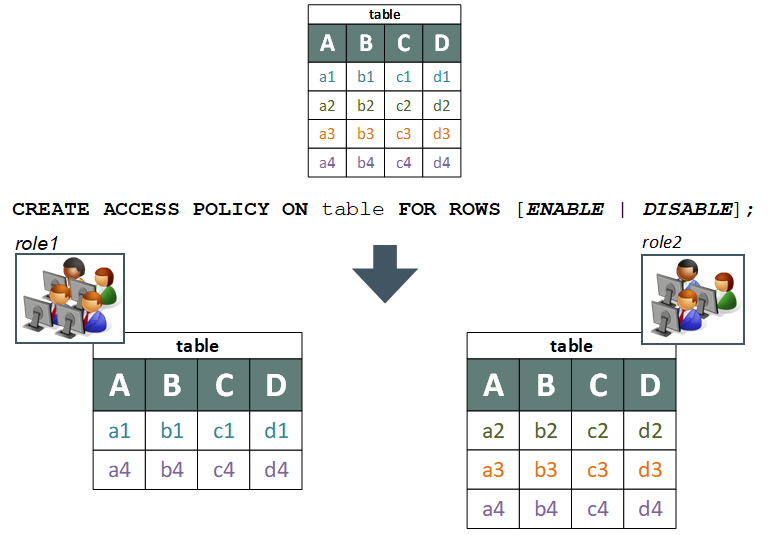 table
A B C D
a1 b1 c1 d1
a2 b2 c2 d2
a3 b3 c3 d3
a4 b4 c4 d4
CREATE ACCESS POLICY ON table FOR ROWS [ENABLE | DISABLE];
role1
role2
table
A B C D
a1 b1 c1 d1
a4 b4 c4 d4
table
A B C D
a2 b2 c2 d2
a3 b3 c3 d3
a4 b4 c4 d4